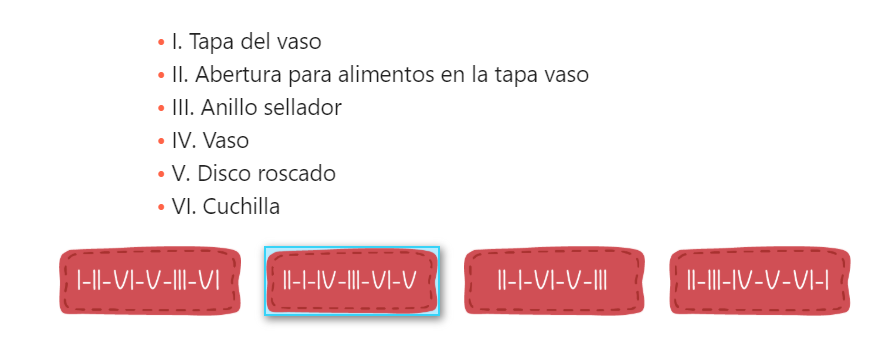 • I. Tapa del vaso
• II. Abertura para alimentos en la tapa vaso
• III. Anillo sellador
• IV. Vaso
• V. Disco roscado
• VI. Cuchilla
I-II-VI-V-III-VI
II-I-IV-III-VI-V
II-I-VI-V-III
II-III-IV-V-VI-I